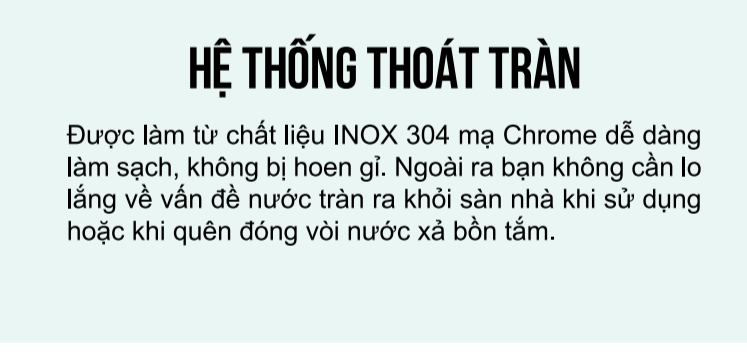 HỆ THỐNG THOÁT TRÀN
Được làm từ chất liệu INOX 304 mạ Chrome dễ dàng
làm sạch, không bị hoen gỉ. Ngoài ra bạn không cần lo
lắng về vấn đề nước tràn ra khỏi sàn nhà khi sử dụng
hoặc khi quên đóng vòi nước xả bồn tắm.